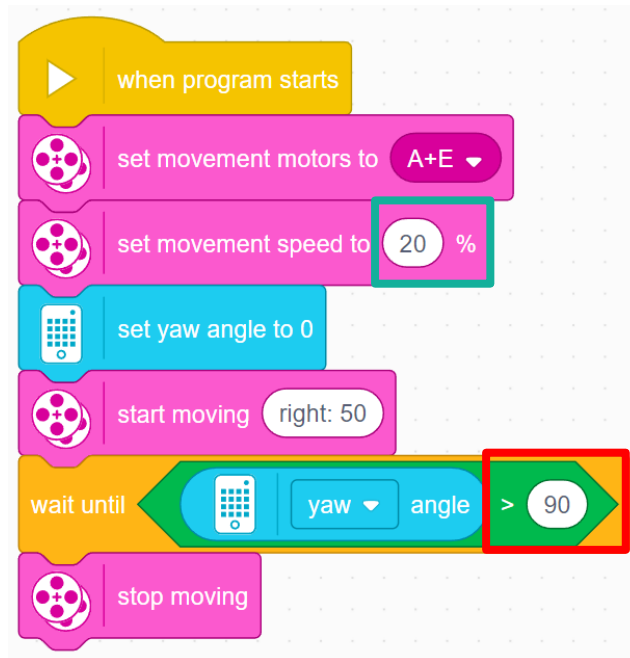 when program starts
set movement motors to A+E
set movement speed to 20 %
set yaw angle to 0
start moving right: 50
wait until yaw angle > 90
stop moving